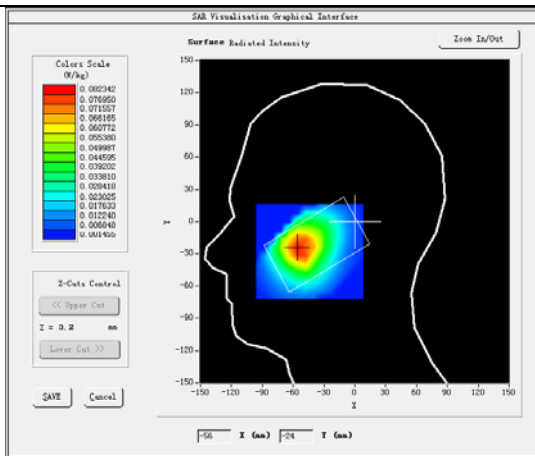 SAR Visualisation Graphical Interface
Surface Radiated Intensity
Zoom In/Out
Colors Scale
(W/kg)
0.082342
0.076950
0.071557
0.066165
0.060772
0.055380
0.049987
0.044595
0.039202
0.033810
0.028418
0.023025
0.017633
0.012240
0.006848
0.001455
150
120
90
60
30
Y
0
-30
-60
-90
-120
-150
-150 -120 -90 -60 -30 0 30 60 90 120 150
X
Z-Cuts Control
<< Upper Cut
Z = 3.2 mm
Lower Cut >>
SAVE Cancel
-56 X (mm) -24 Y (mm)